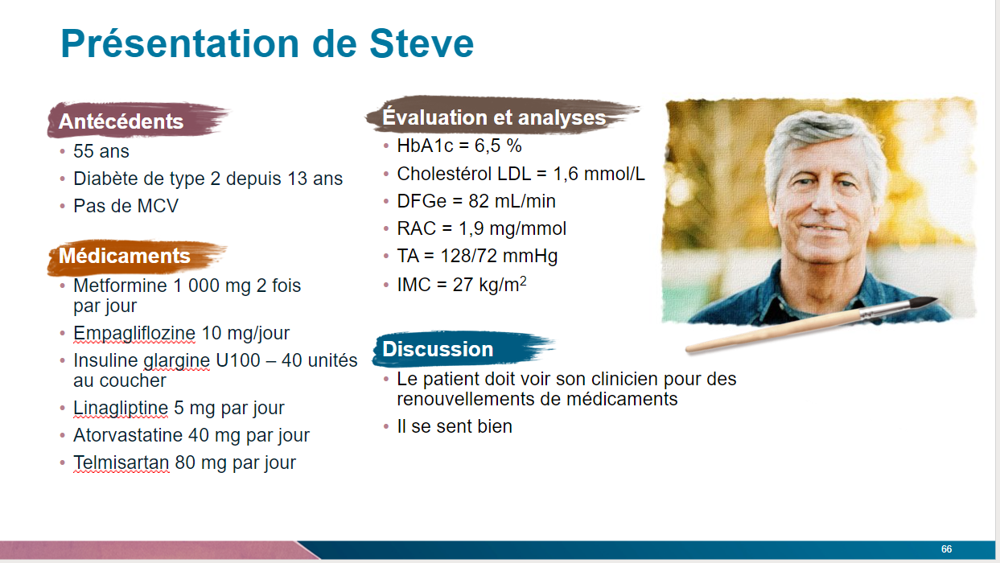 Présentation de Steve
Antécédents
• 55 ans
• Diabète de type 2 depuis 13 ans
• Pas de MCV
Médicaments
• Metformine 1 000 mg 2 fois
par jour
• Empagliflozine 10 mg/jour
• Insuline glargine U100 – 40 unités
au coucher
• Linagliptine 5 mg par jour
• Atorvastatine 40 mg par jour
• Telmisartan 80 mg par jour
Évaluation et analyses
• HbA1c = 6,5 %
• Cholestérol LDL = 1,6 mmol/L
• DFGe = 82 mL/min
• RAC = 1,9 mg/mmol
• TA = 128/72 mmHg
• IMC = 27 kg/m²
Discussion
• Le patient doit voir son clinicien pour des
renouvellements de médicaments
• Il se sent bien
66